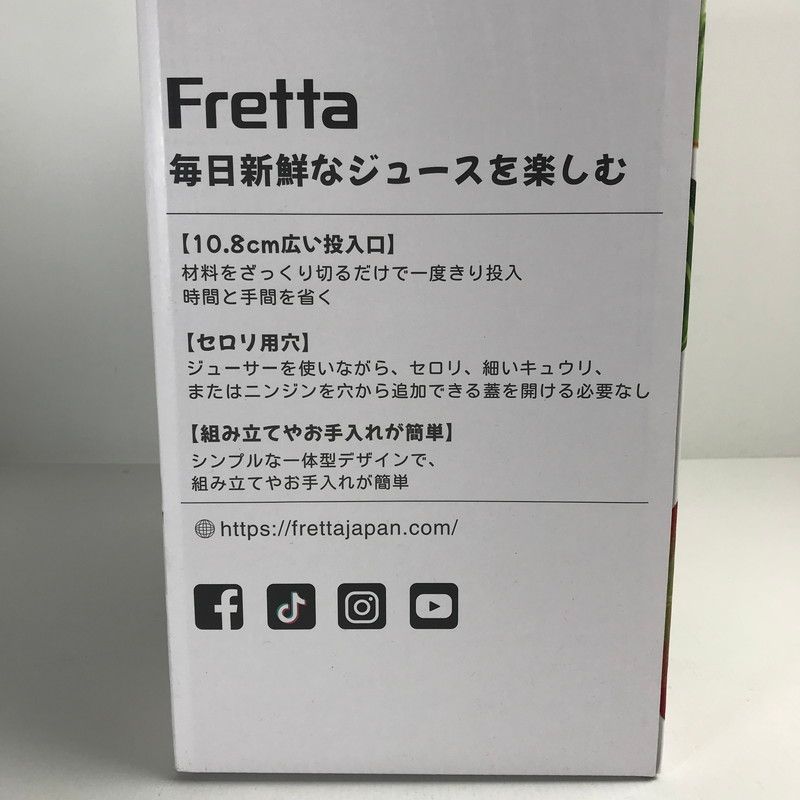 Fretta
毎日新鮮なジュースを楽しむ
【10.8cm広い投入口】
材料をざっくり切るだけで一度きり投入
時間と手間を省く
【セロリ用穴】
ジューサーを使いながら、セロリ、細いキュウリ、
またはニンジンを穴から追加できる蓋を開ける必要なし
【組み立てやお手入れが簡単】
シンプルな一体型デザインで、
組み立てやお手入れが簡単
https://frettajapan.com/